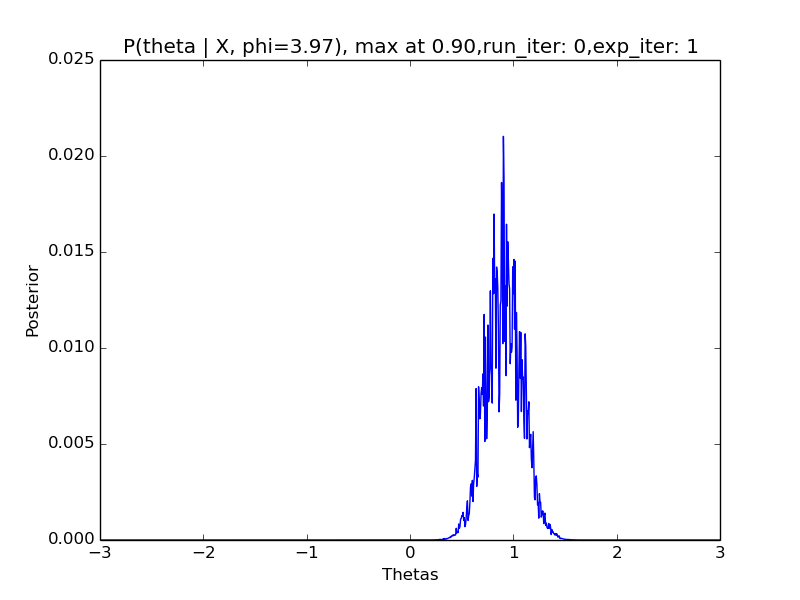 P(theta | X, phi=3.97), max at 0.90,run_iter: 0,exp_iter: 1
0.025
0.020
0.015
0.010
0.005
0.000
Posterior
−3 −2 −1 0 1 2 3
Thetas